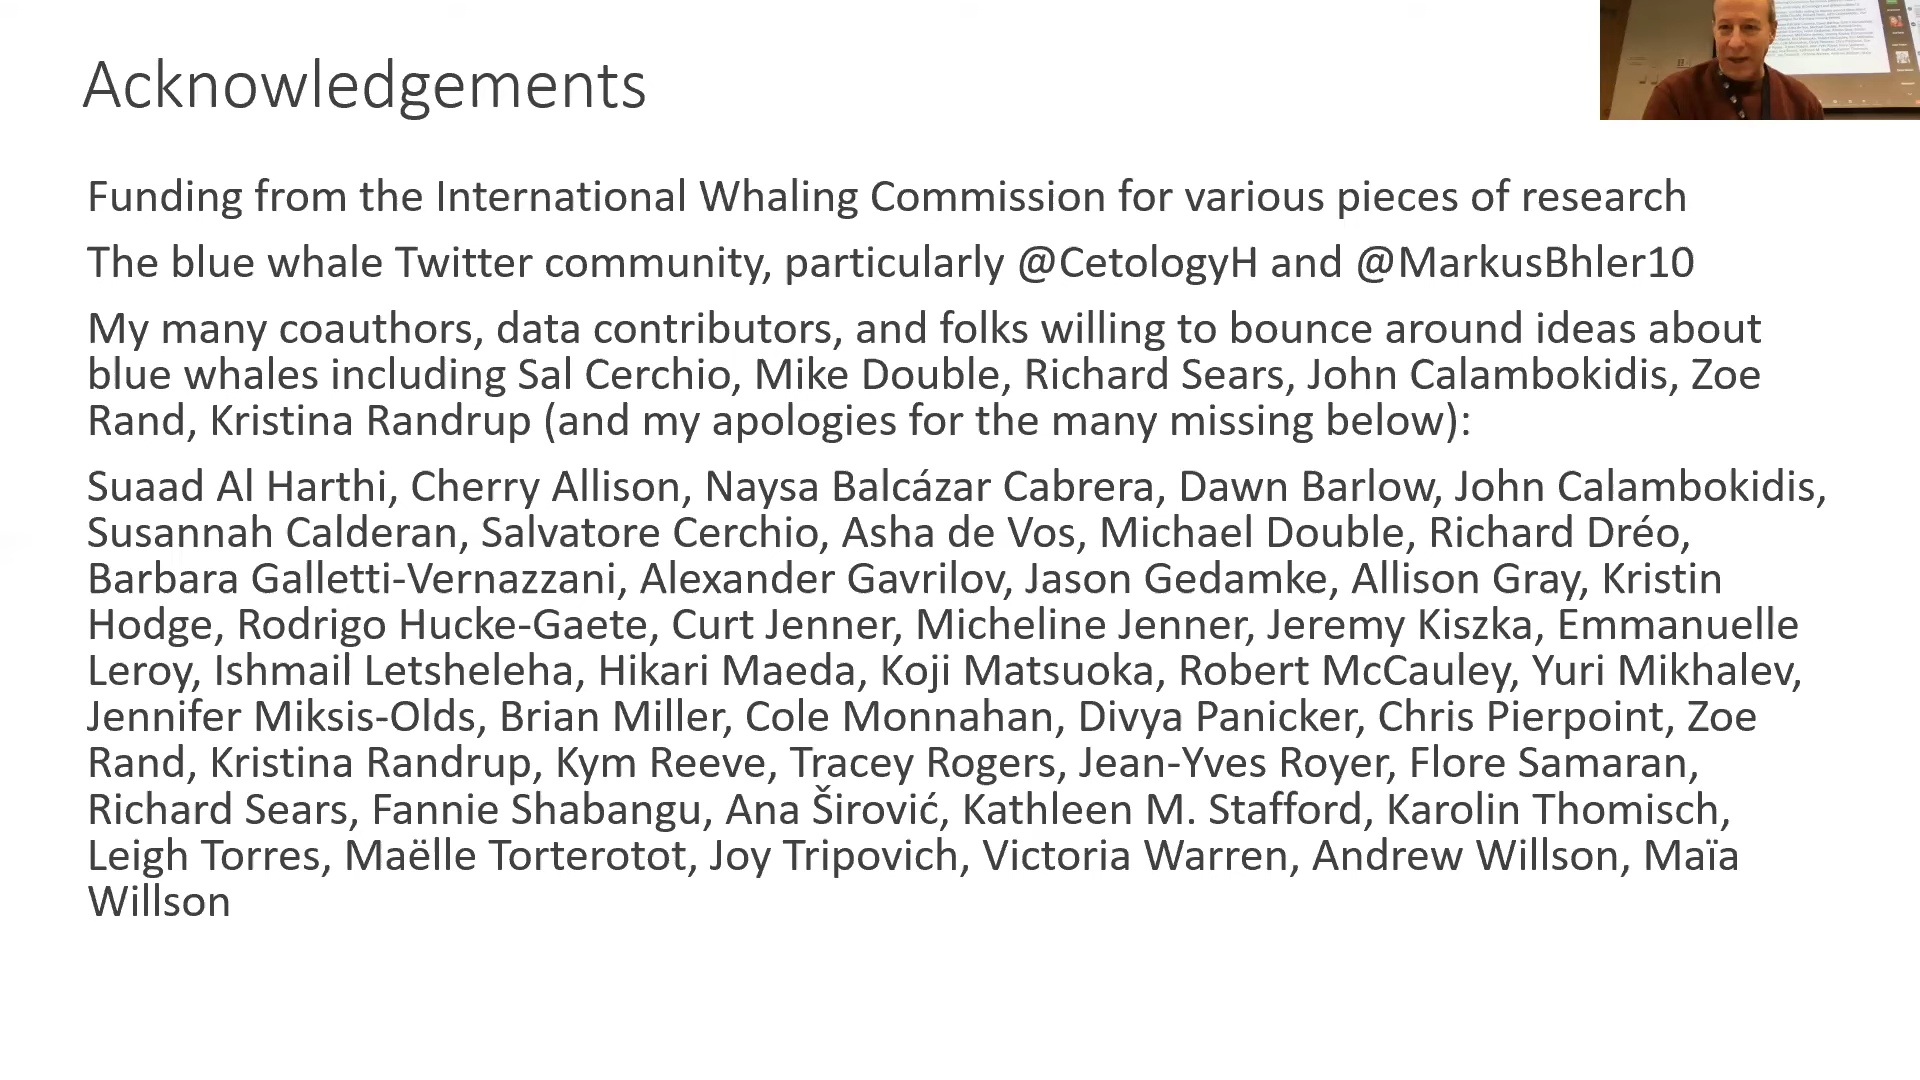 Acknowledgements
Funding from the International Whaling Commission for various pieces of research
The blue whale Twitter community, particularly @CetologyH and @MarkusBhler10
My many coauthors, data contributors, and folks willing to bounce around ideas about
blue whales including Sal Cerchio, Mike Double, Richard Sears, John Calambokidis, Zoe
Rand, Kristina Randrup (and my apologies for the many missing below):
Suaad Al Harthi, Cherry Allison, Naysa Balcázar Cabrera, Dawn Barlow, John Calambokidis,
Susannah Calderan, Salvatore Cerchio, Asha de Vos, Michael Double, Richard Dréo,
Barbara Galletti-Vernazzani, Alexander Gavrilov, Jason Gedamke, Allison Gray, Kristin
Hodge, Rodrigo Hucke-Gaete, Curt Jenner, Micheline Jenner, Jeremy Kiszka, Emmanuelle
Leroy, Ishmail Letsheleha, Hikari Maeda, Koji Matsuoka, Robert McCauley, Yuri Mikhalev,
Jennifer Miksis-Olds, Brian Miller, Cole Monnahan, Divya Panicker, Chris Pierpoint, Zoe
Rand, Kristina Randrup, Kym Reeve, Tracey Rogers, Jean-Yves Royer, Flore Samaran,
Richard Sears, Fannie Shabangu, Ana Širović, Kathleen M. Stafford, Karolin Thomisch,
Leigh Torres, Maëlle Torterotot, Joy Tripovich, Victoria Warren, Andrew Willson, Maïa
Willson